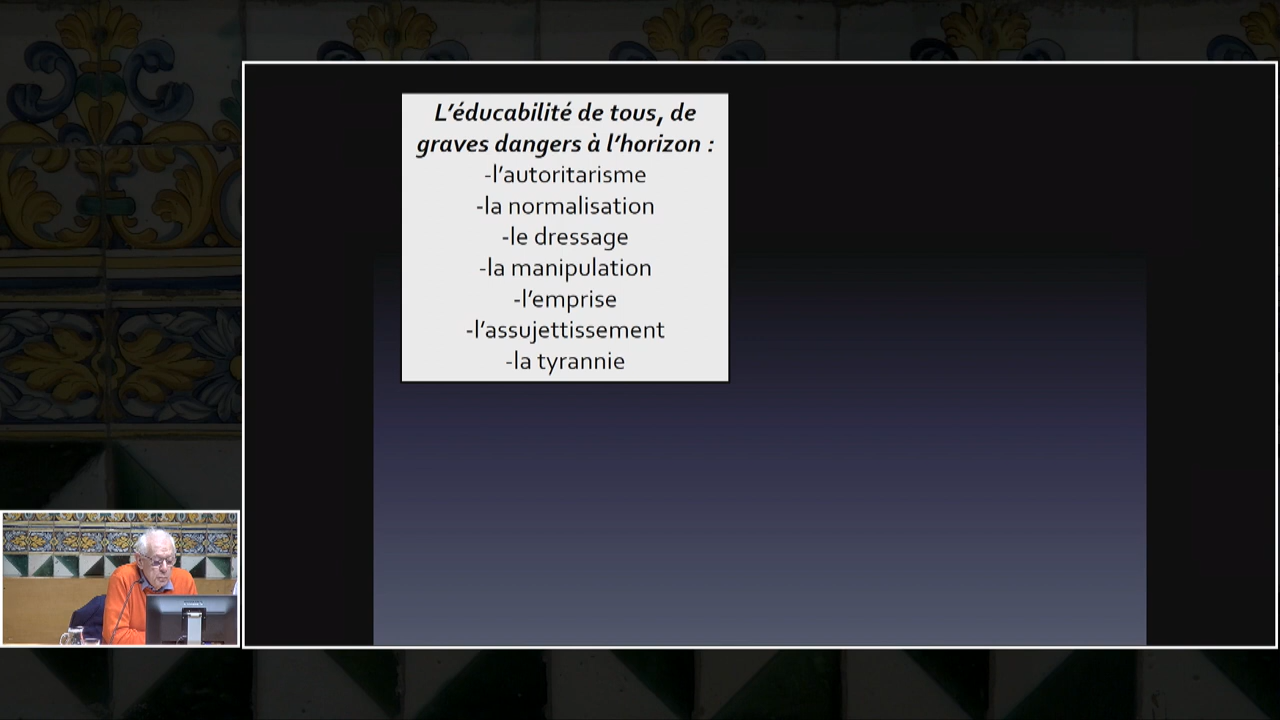 L'éducabilité de tous, de
graves dangers à l'horizon :
-l'autoritarisme
-la normalisation
-le dressage
-la manipulation
-l'emprise
-l'assujettissement
-la tyrannie